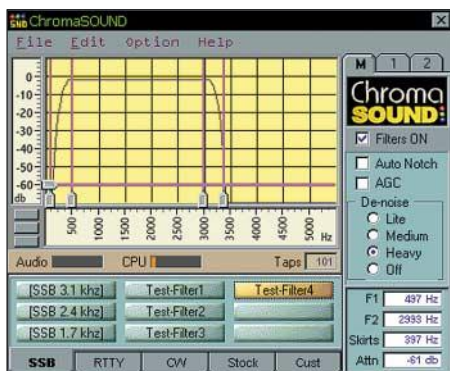 SND ChromaSOUND
File Edit Option Help
M 1 2
Chroma
SOUND
Filters ON
Auto Notch
AGC
De-noise
Lite
Medium
Heavy
Off
0
-10
-20
-30
-40
-50
-60
db
500
1000
1500
2000
2500
3000
3500
4000
4500
5000
Hz
Audio CPU Taps 101
[SSB 3.1 khz] Test-Filter1 Test-Filter4
[SSB 2.4 khz] Test-Filter2
[SSB 1.7 khz] Test-Filter3
F1 497 Hz
F2 2993 Hz
Skirts 397 Hz
Attn -61 db
SSB RTTY CW Stock Cust